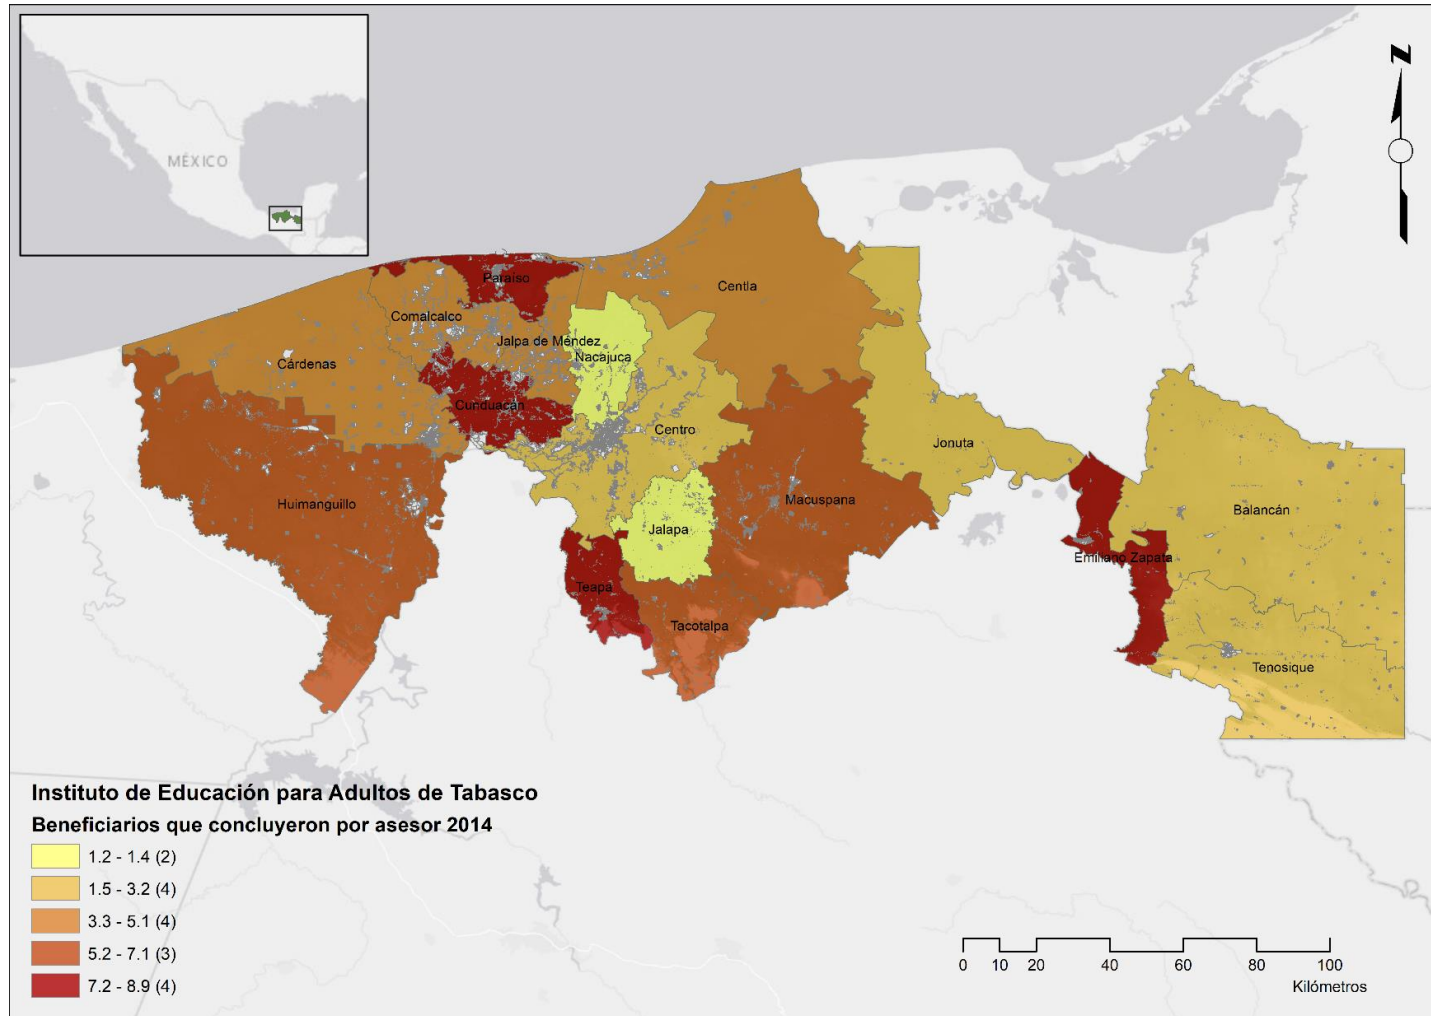 MÉXICO
N
Paraíso
Centla
Comalcalco
Jalpa de Méndez
Nacajuca
Cárdenas
Cunduacán
Centro
Jonuta
Huimanguillo
Macuspana
Balancán
Jalapa
Emiliano Zapata
Teapa
Tacotalpa
Tenosique
Instituto de Educación para Adultos de Tabasco
Beneficiarios que concluyeron por asesor 2014
1.2 - 1.4 (2)
1.5 - 3.2 (4)
3.3 - 5.1 (4)
5.2 - 7.1 (3)
7.2 - 8.9 (4)
0 10 20 40 60 80 100
Kilómetros